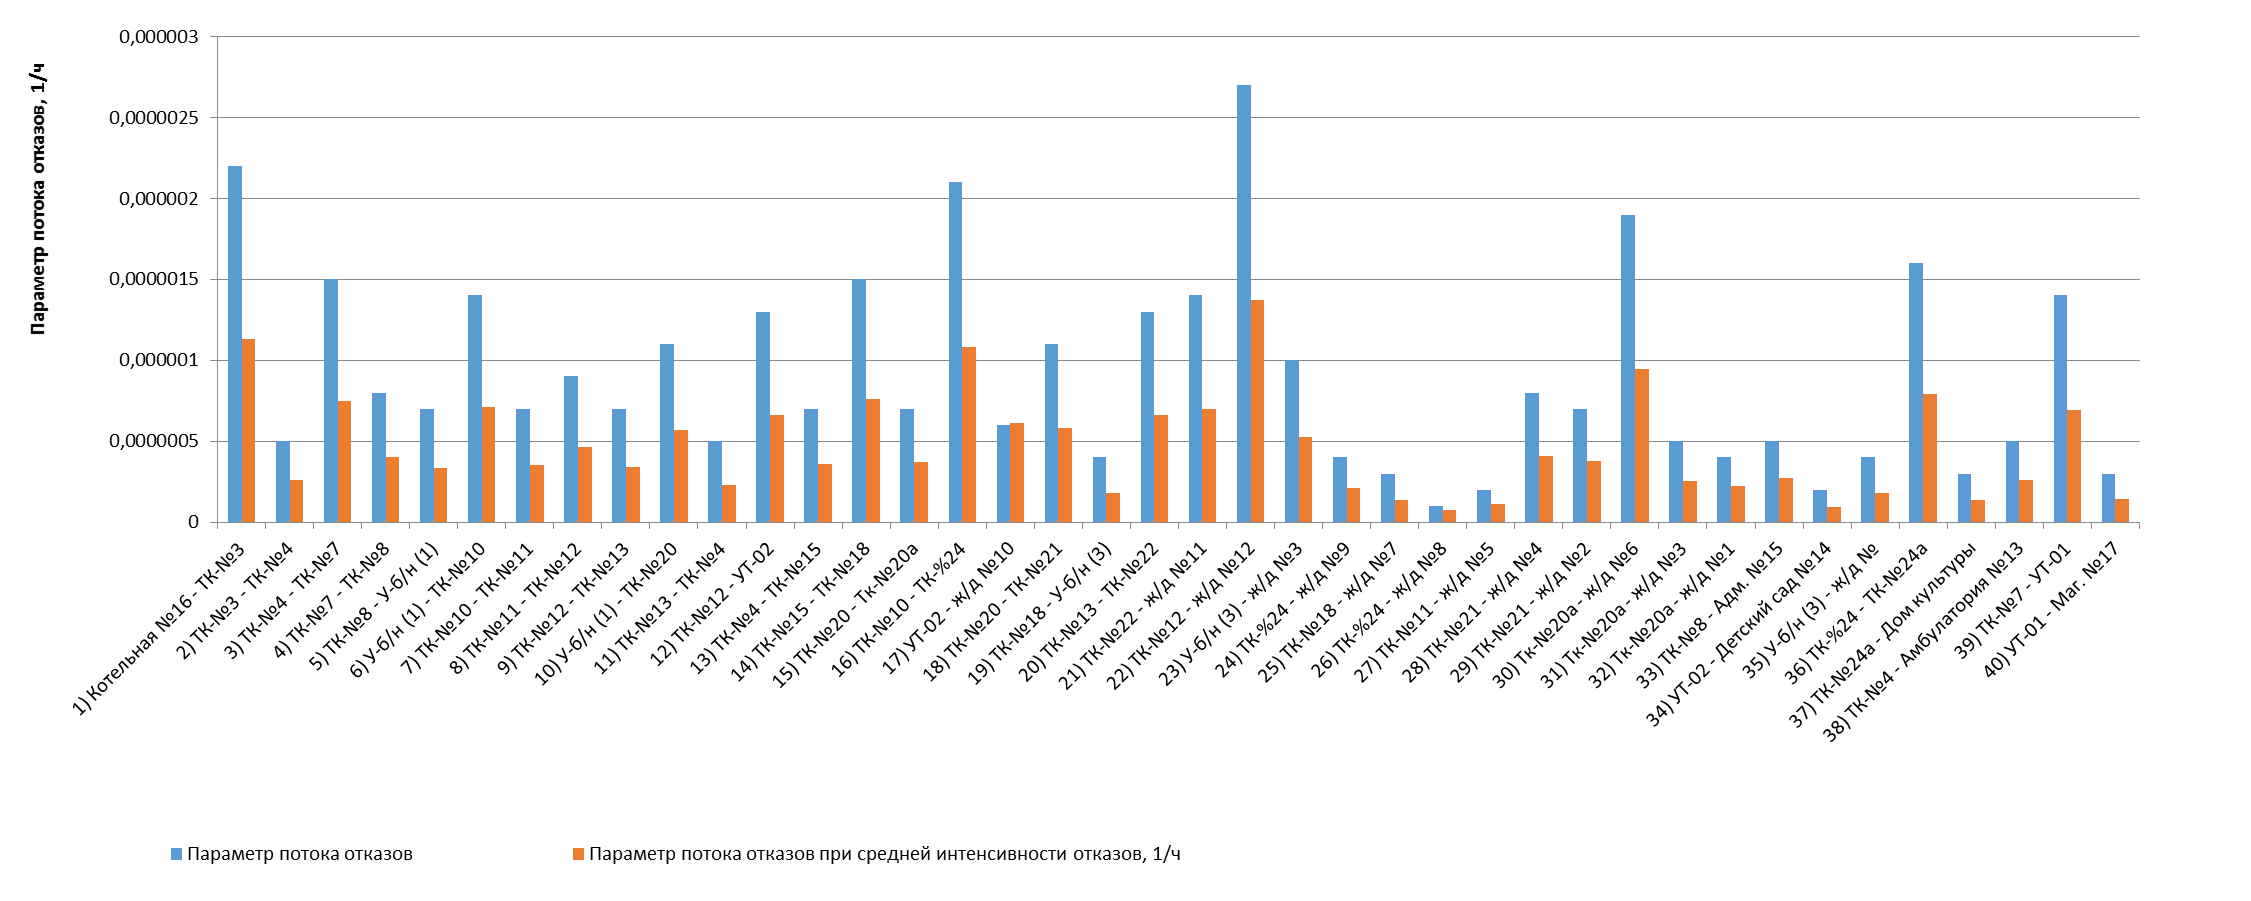 Параметр потока отказов, 1/ч
0,000003
0,0000025
0,000002
0,0000015
0,000001
0,0000005
0
1) Котельная №16 - ТК-№3
2) ТК-№3 - ТК-№4
3) ТК-№4 - ТК-№7
4) ТК-№7 - ТК-№8
5) ТК-№8 - У-б/н (1)
6) У-б/н (1) - ТК-№10
7) ТК-№10 - ТК-№11
8) ТК-№11 - ТК-№12
9) ТК-№12 - ТК-№13
10) У-б/н (1) - ТК-№20
11) ТК-№13 - ТК-№4
12) ТК-№12 - УТ-02
13) ТК-№4 - ТК-№15
14) ТК-№15 - ТК-№18
15) ТК-№20 - Тк-№20а
16) ТК-№10 - ТК-%24
17) УТ-02 - ж/д №10
18) ТК-№20 - ТК-№21
19) ТК-№18 - У-б/н (3)
20) ТК-№13 - ТК-№22
21) ТК-№22 - ж/д №11
22) ТК-№12 - ж/д №12
23) У-б/н (3) - ж/д №3
24) ТК-%24 - ж/д №9
25) ТК-№18 - ж/д №7
26) ТК-%24 - ж/д №8
27) ТК-№11 - ж/д №5
28) ТК-№21 - ж/д №4
29) ТК-№21 - ж/д №2
30) Тк-№20а - ж/д №6
31) Тк-№20а - ж/д №3
32) Тк-№20а - ж/д №1
33) ТК-№8 - Адм. №15
34) УТ-02 - Детский сад №14
35) У-б/н (3) - ж/д №
36) ТК-%24 - ТК-№24а
37) ТК-№24а - Дом культуры
38) ТК-№4 - Амбулатория №13
39) ТК-№7 - УТ-01
40) УТ-01 - Маг. №17
Параметр потока отказов
Параметр потока отказов при средней интенсивности отказов, 1/ч